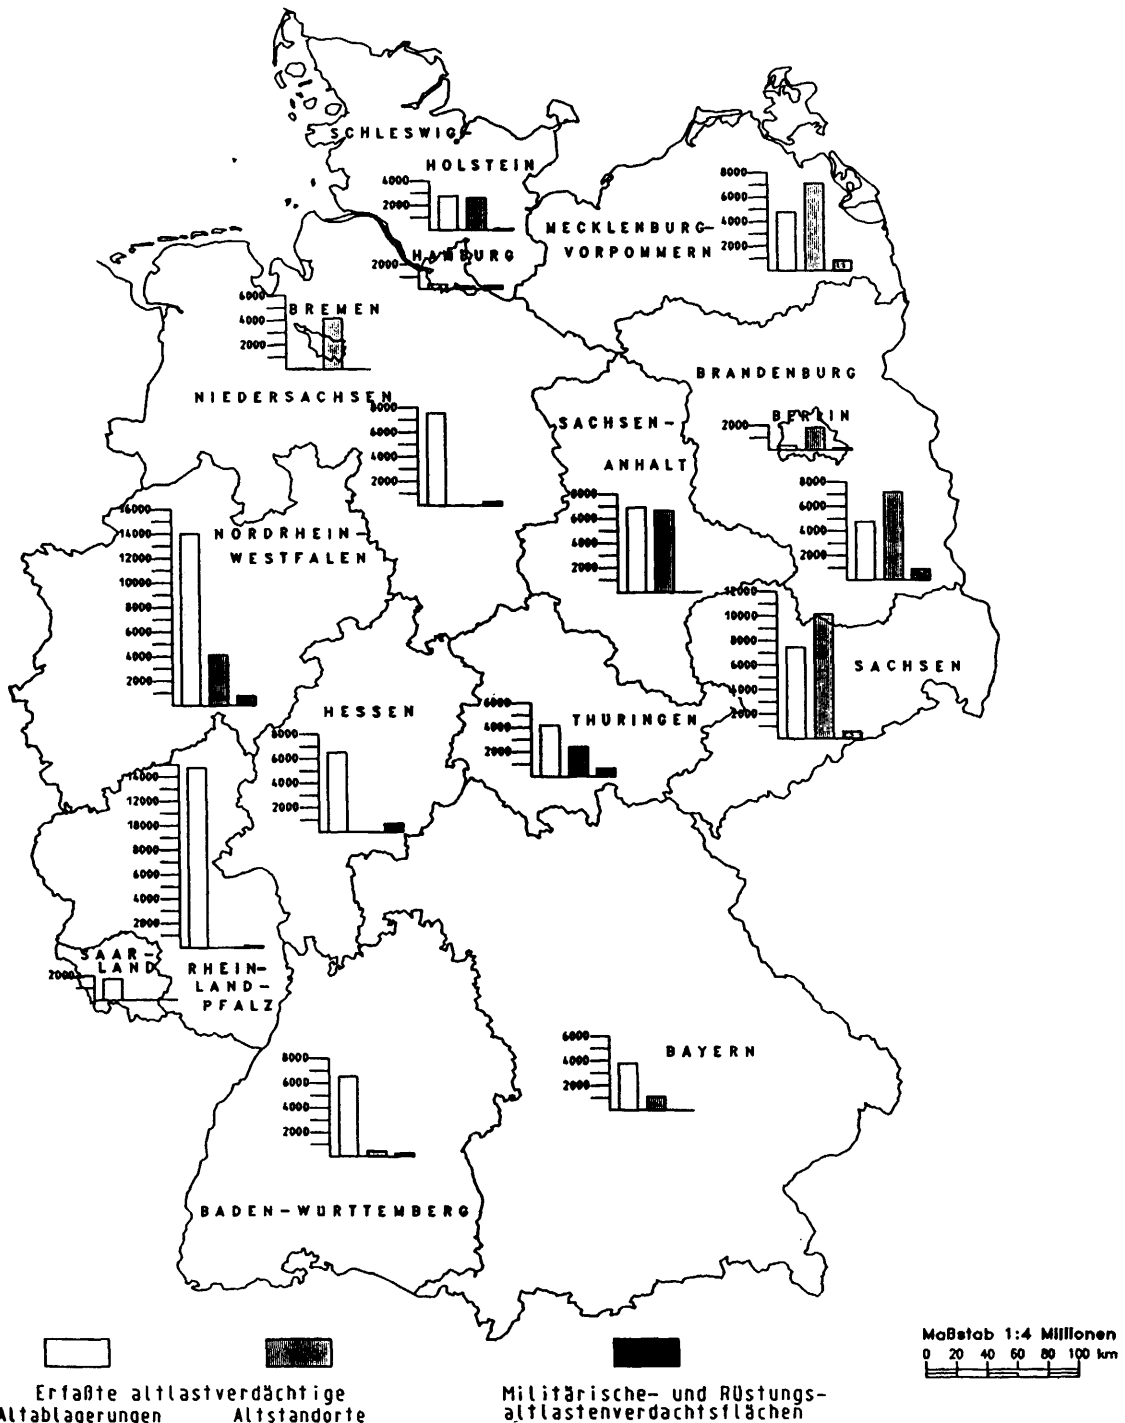 SCHLESWIG-
HOLSTEIN
4000
2000
8000
6000
4000
2000
MECKLENBURG-
VORPOMMERN
HAMBURG
2000
6000
4000
2000
BREMEN
BRANDENBURG
NIEDERSACHSEN
8000
6000
4000
2000
SACHSEN-
ANHALT
BERLIN
2000
8000
6000
4000
2000
8000
6000
4000
2000
16000
14000
12000
10000
8000
6000
4000
2000
NORDRHEIN-
WESTFALEN
12000
10000
8000
6000
4000
2000
SACHSEN
HESSEN
8000
6000
4000
2000
6000
4000
2000
THÜRINGEN
14000
12000
10000
8000
6000
4000
2000
SAAR-
LAND
2000
RHEIN-
LAND-
PFALZ
8000
6000
4000
2000
6000
4000
2000
BAYERN
BADEN-WÜRTTEMBERG
Maßstab 1:4 Millionen
0 20 40 60 80 100 km
Erfaßte altlastverdächtige
Altablagerungen Altstandorte
Militärische- und Rüstungs-
altlastenverdachtsflächen